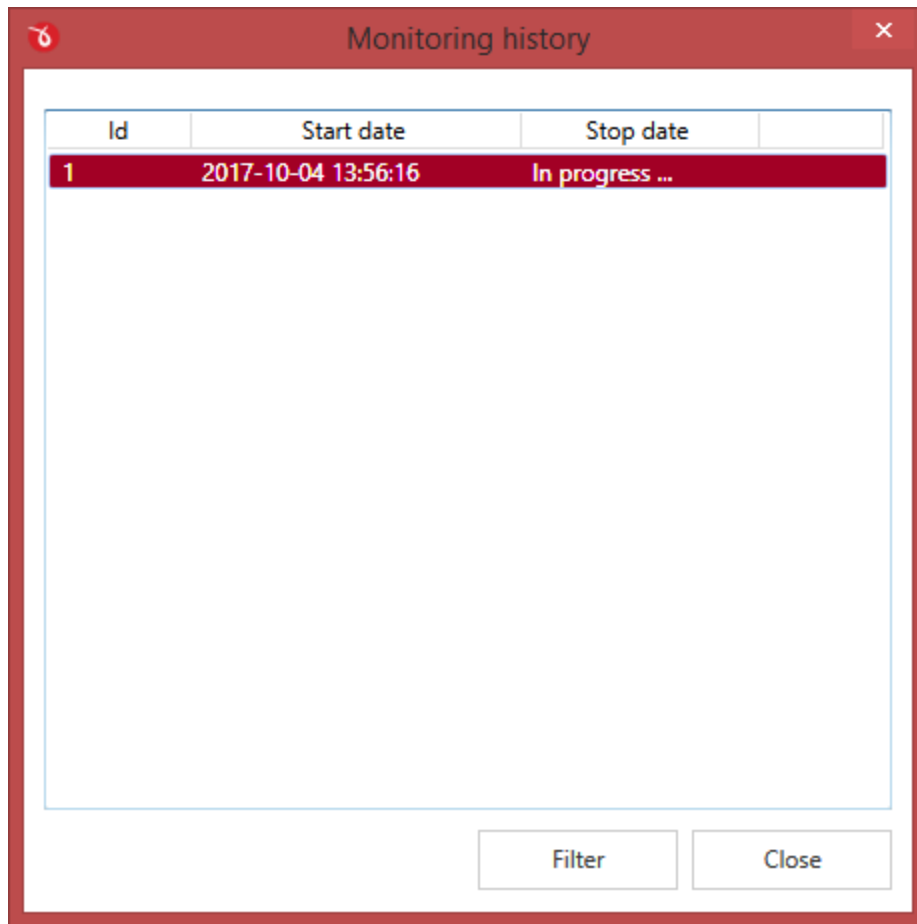 Monitoring history
Id Start date Stop date
1 2017-10-04 13:56:16 In progress ...
Filter Close